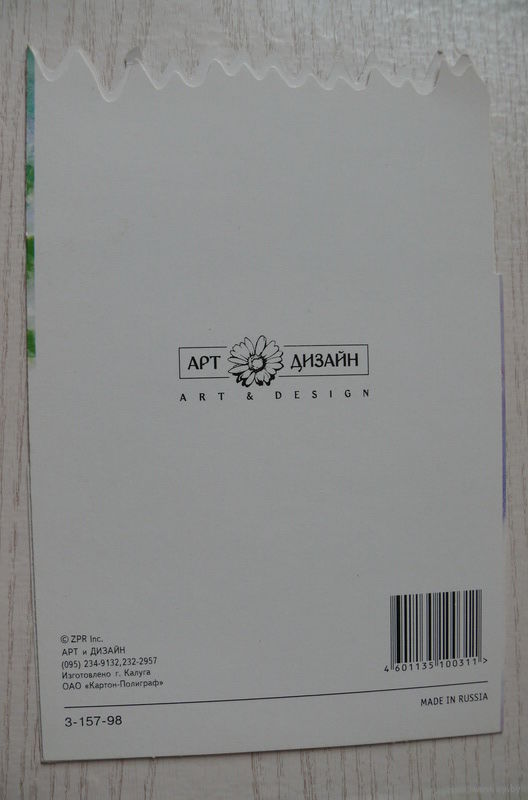 АРТ ДИЗАЙН
ART & DESIGN
© ZPR Inc.
АРТ и ДИЗАЙН
(095) 234-9132,232-2957
Изготовлено г. Калуга
ОАО «Картон-Полиграф»
4 601135 100311 >
MADE IN RUSSIA
3-157-98